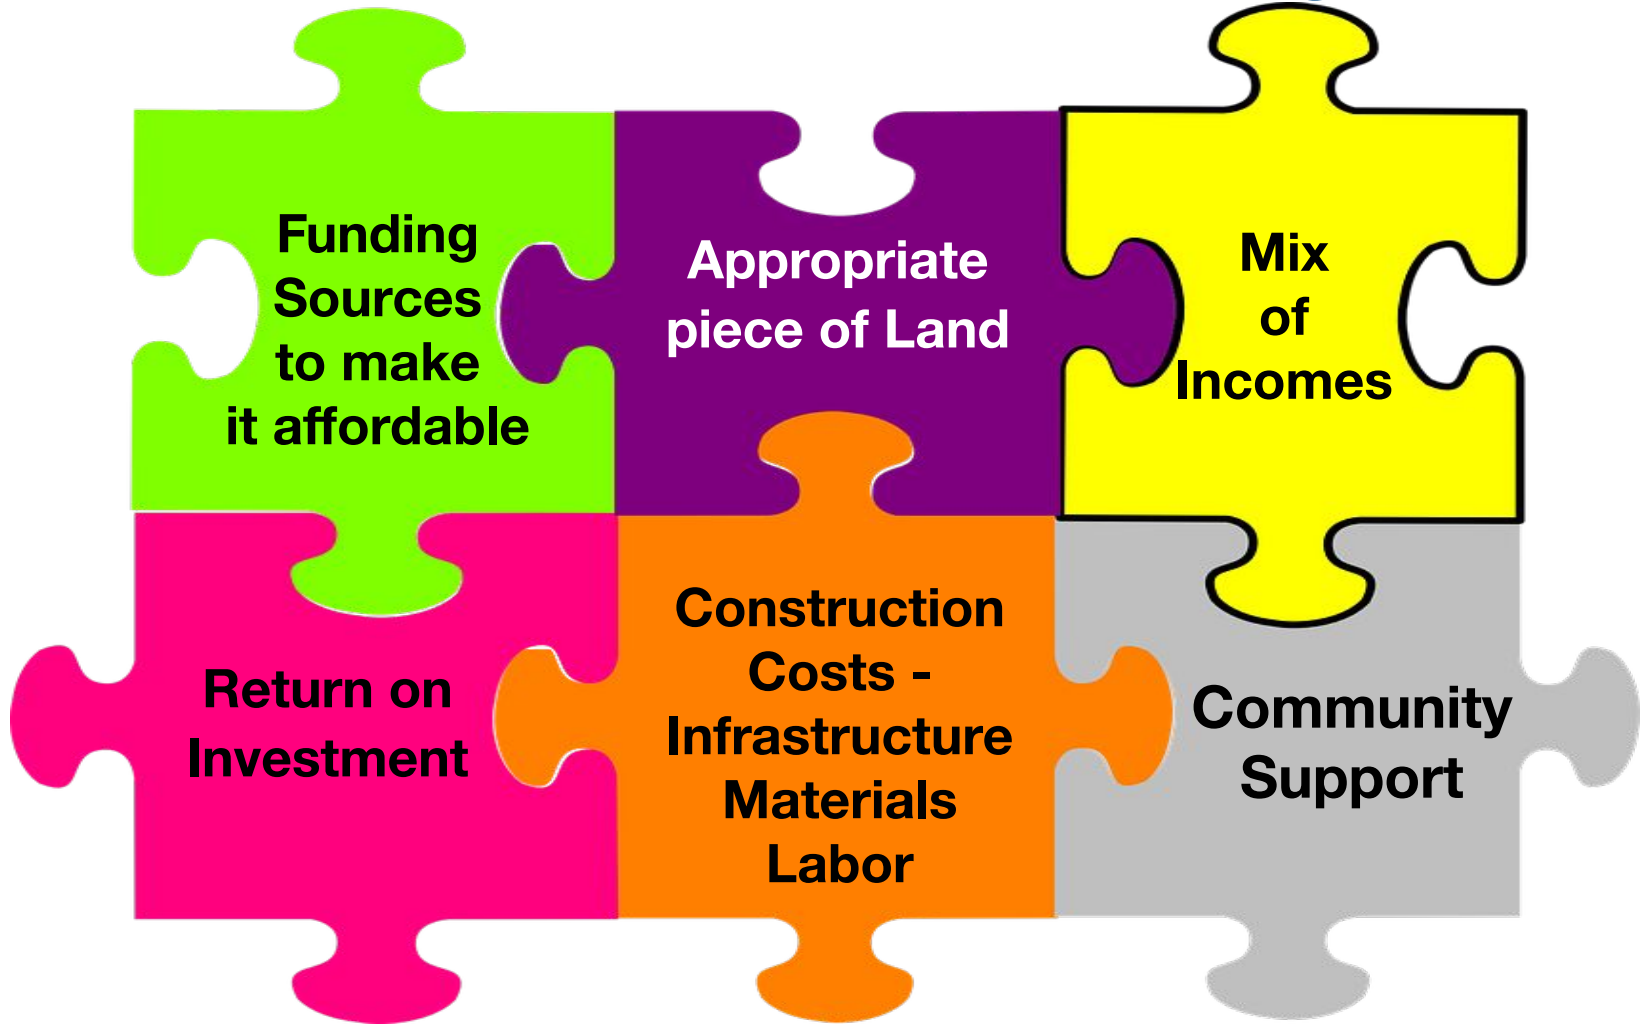 Funding
Sources
to make
it affordable
Appropriate
piece of Land
Mix
of
Incomes
Return on
Investment
Construction
Costs -
Infrastructure
Materials
Labor
Community
Support